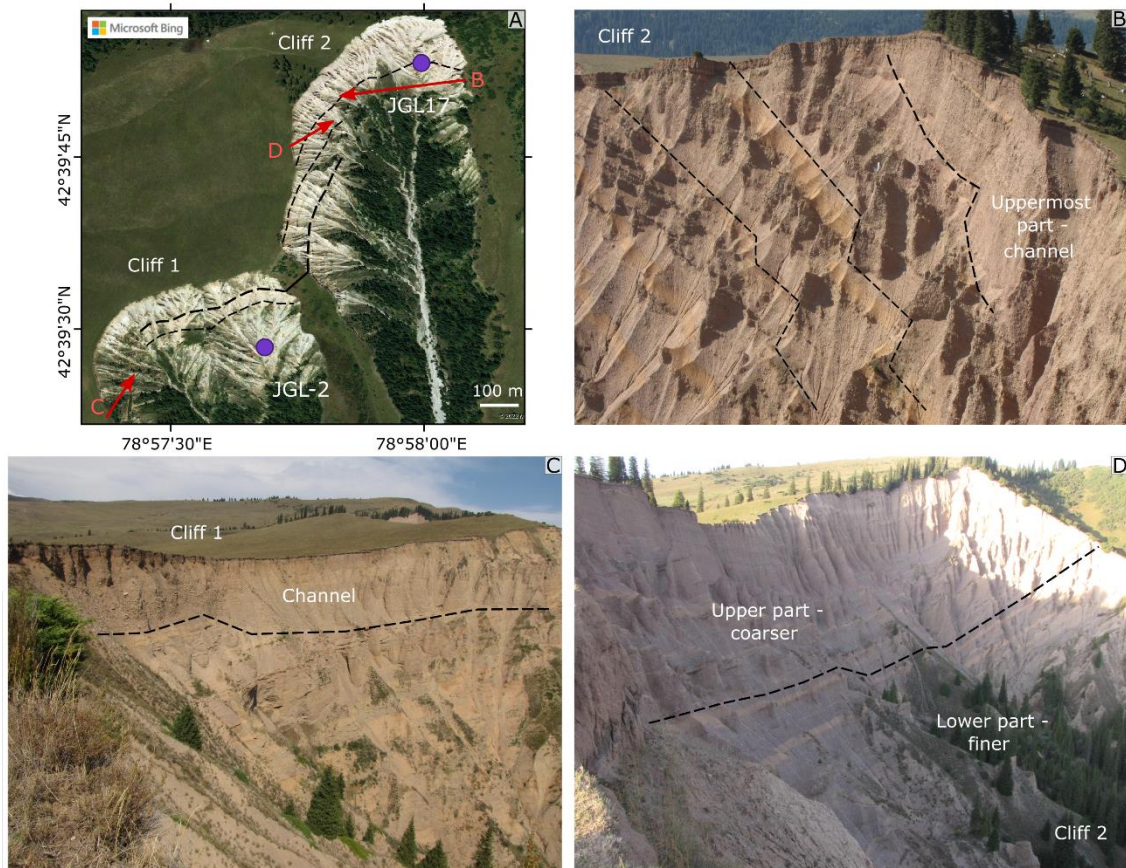 Microsoft Bing
A
Cliff 2
B
JGL17
D
42°39'45"N
Cliff 1
42°39'30"N
JGL-2
C
100 m
78°57'30"E
78°58'00"E
B
Cliff 2
Uppermost
part -
channel
C
Cliff 1
Channel
D
Upper part -
coarser
Lower part -
finer
Cliff 2